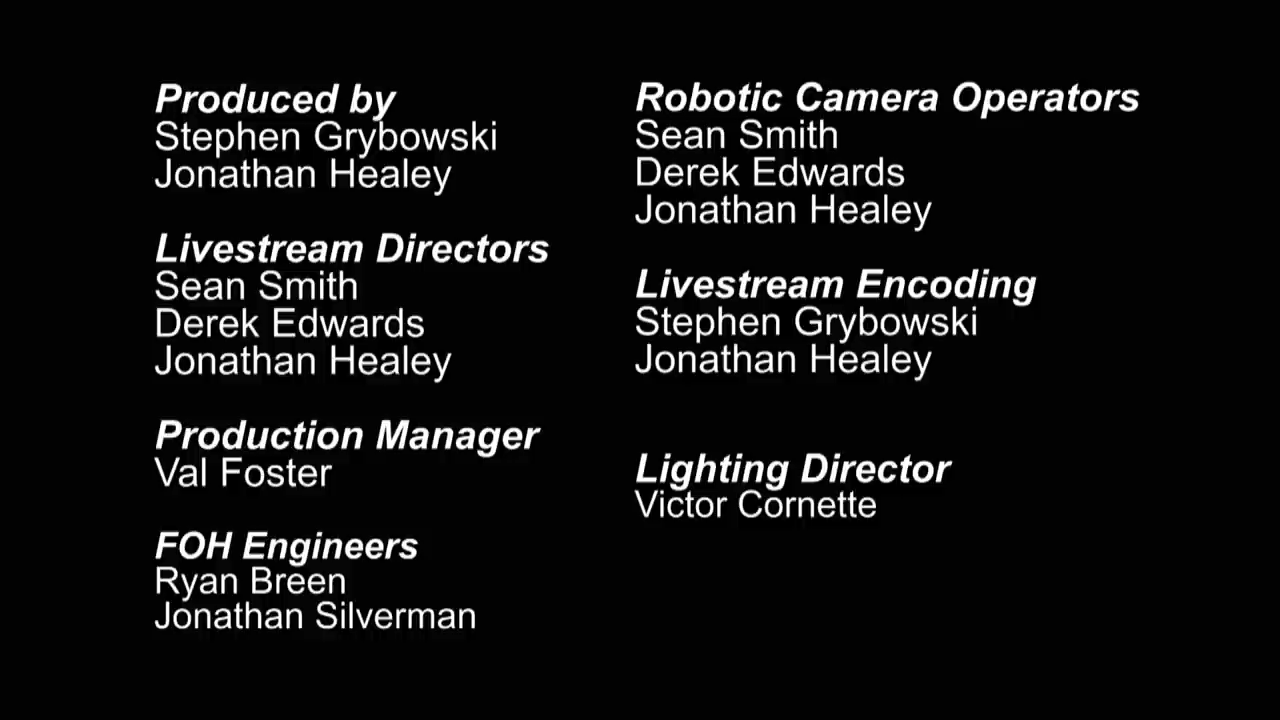 Produced by
Stephen Grybowski
Jonathan Healey
Livestream Directors
Sean Smith
Derek Edwards
Jonathan Healey
Production Manager
Val Foster
FOH Engineers
Ryan Breen
Jonathan Silverman
Robotic Camera Operators
Sean Smith
Derek Edwards
Jonathan Healey
Livestream Encoding
Stephen Grybowski
Jonathan Healey
Lighting Director
Victor Cornette